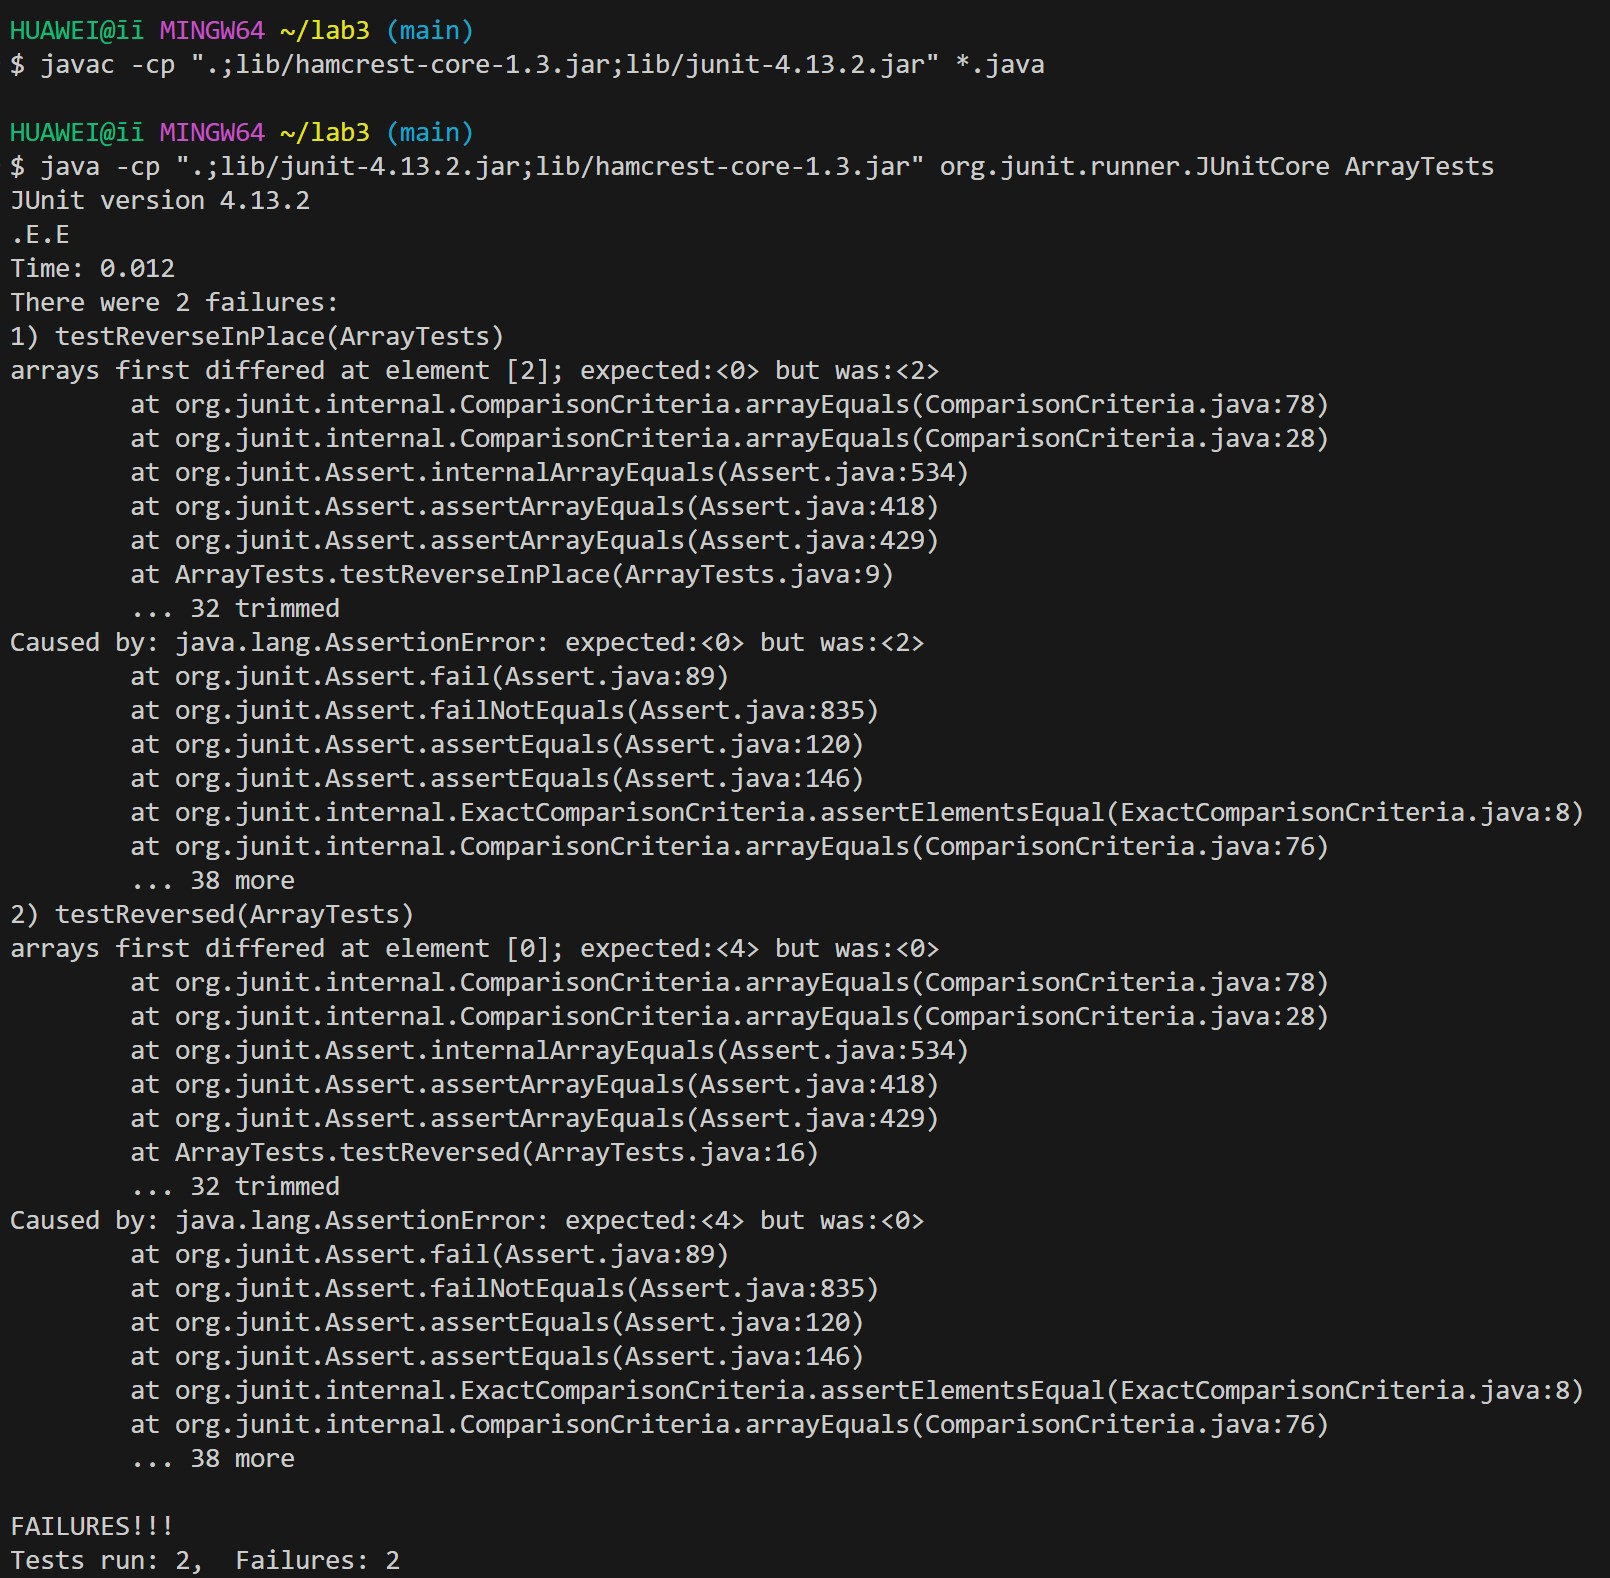 HUAWEI@īī MINGW64 ~/lab3 (main)
$ javac -cp ".;lib/hamcrest-core-1.3.jar;lib/junit-4.13.2.jar" *.java
HUAWEI@īī MINGW64 ~/lab3 (main)
$ java -cp ".;lib/junit-4.13.2.jar;lib/hamcrest-core-1.3.jar" org.junit.runner.JUnitCore ArrayTests
JUnit version 4.13.2
.E.E
Time: 0.012
There were 2 failures:
1) testReverseInPlace(ArrayTests)
arrays first differed at element [2]; expected:<0> but was:<2>
        at org.junit.internal.ComparisonCriteria.arrayEquals(ComparisonCriteria.java:78)
        at org.junit.internal.ComparisonCriteria.arrayEquals(ComparisonCriteria.java:28)
        at org.junit.Assert.internalArrayEquals(Assert.java:534)
        at org.junit.Assert.assertArrayEquals(Assert.java:418)
        at org.junit.Assert.assertArrayEquals(Assert.java:429)
        at ArrayTests.testReverseInPlace(ArrayTests.java:9)
        ... 32 trimmed
Caused by: java.lang.AssertionError: expected:<0> but was:<2>
        at org.junit.Assert.fail(Assert.java:89)
        at org.junit.Assert.failNotEquals(Assert.java:835)
        at org.junit.Assert.assertEquals(Assert.java:120)
        at org.junit.Assert.assertEquals(Assert.java:146)
        at org.junit.internal.ExactComparisonCriteria.assertElementsEqual(ExactComparisonCriteria.java:8)
        at org.junit.internal.ComparisonCriteria.arrayEquals(ComparisonCriteria.java:76)
        ... 38 more
2) testReversed(ArrayTests)
arrays first differed at element [0]; expected:<4> but was:<0>
        at org.junit.internal.ComparisonCriteria.arrayEquals(ComparisonCriteria.java:78)
        at org.junit.internal.ComparisonCriteria.arrayEquals(ComparisonCriteria.java:28)
        at org.junit.Assert.internalArrayEquals(Assert.java:534)
        at org.junit.Assert.assertArrayEquals(Assert.java:418)
        at org.junit.Assert.assertArrayEquals(Assert.java:429)
        at ArrayTests.testReversed(ArrayTests.java:16)
        ... 32 trimmed
Caused by: java.lang.AssertionError: expected:<4> but was:<0>
        at org.junit.Assert.fail(Assert.java:89)
        at org.junit.Assert.failNotEquals(Assert.java:835)
        at org.junit.Assert.assertEquals(Assert.java:120)
        at org.junit.Assert.assertEquals(Assert.java:146)
        at org.junit.internal.ExactComparisonCriteria.assertElementsEqual(ExactComparisonCriteria.java:8)
        at org.junit.internal.ComparisonCriteria.arrayEquals(ComparisonCriteria.java:76)
        ... 38 more
FAILURES!!!
Tests run: 2,  Failures: 2